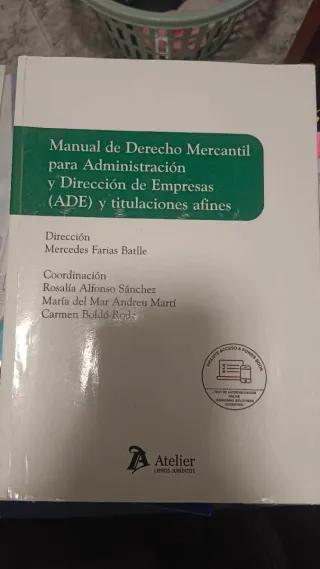 Manual de Derecho Mercantil
para Administración
y Dirección de Empresas
(ADE) y titulaciones afines
Dirección
Mercedes Farias Batlle
Coordinación
Rosalía Alfonso Sánchez
María del Mar Andreu Martí
Carmen Boldó Roda
Atelier
LIBROS JURÍDICOS